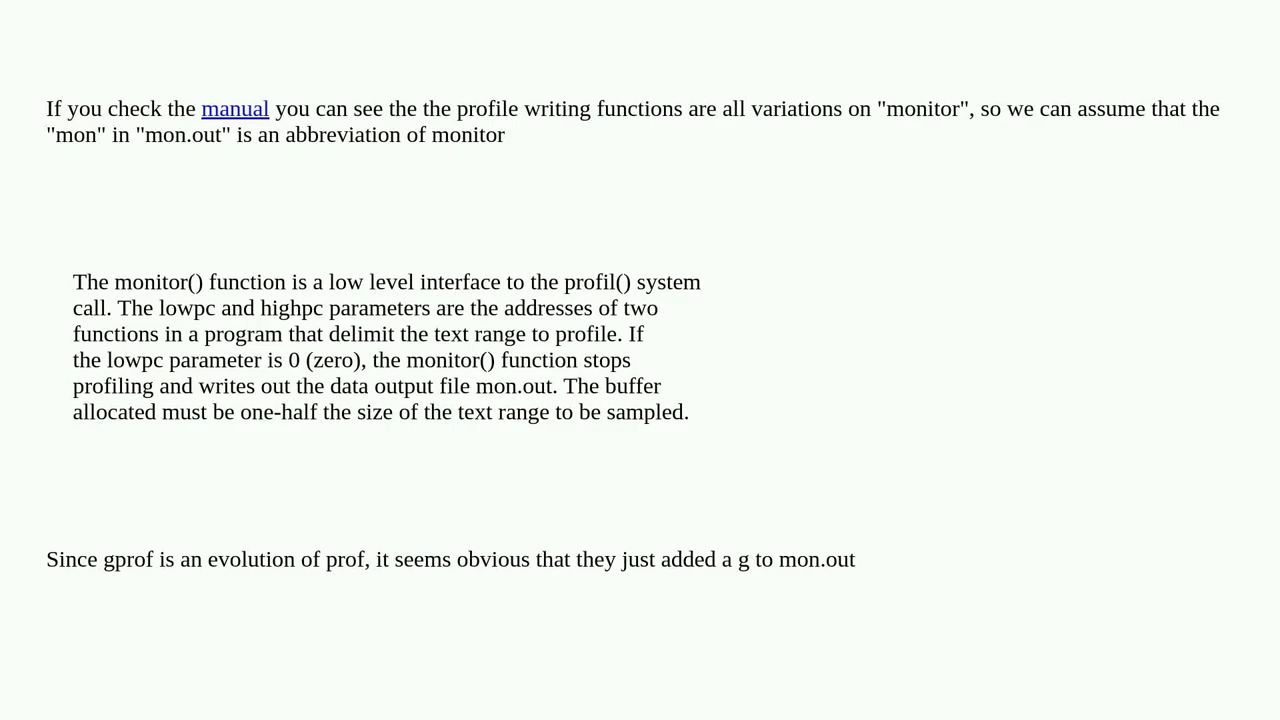 If you check the manual you can see the the profile writing functions are all variations on "monitor", so we can assume that the
"mon" in "mon.out" is an abbreviation of monitor
The monitor() function is a low level interface to the profil() system
call. The lowpc and highpc parameters are the addresses of two
functions in a program that delimit the text range to profile. If
the lowpc parameter is 0 (zero), the monitor() function stops
profiling and writes out the data output file mon.out. The buffer
allocated must be one-half the size of the text range to be sampled.
Since gprof is an evolution of prof, it seems obvious that they just added a g to mon.out